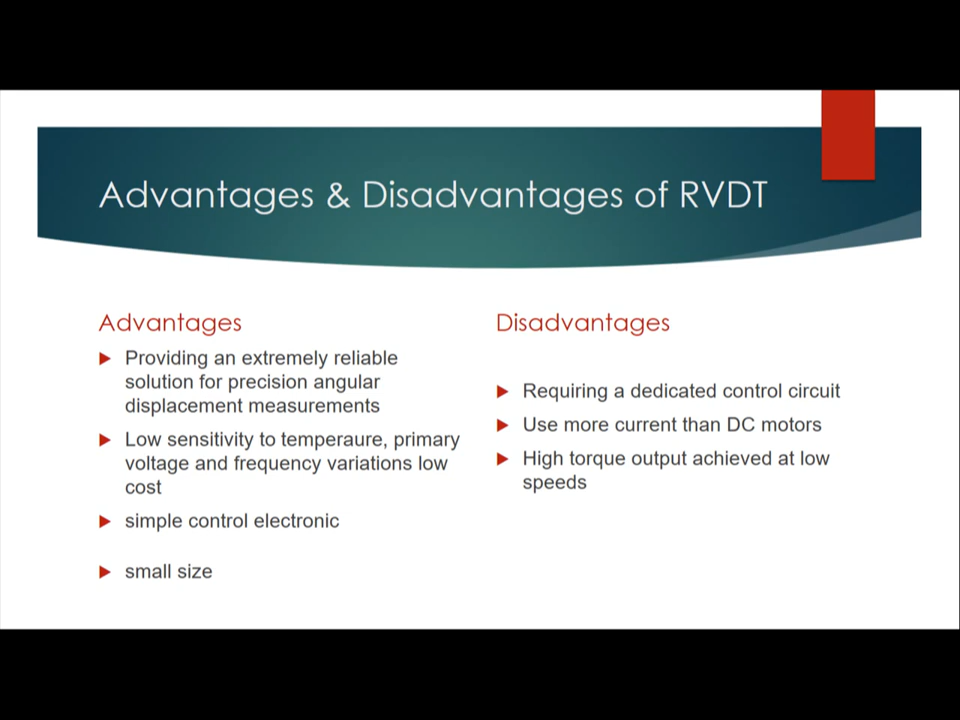 Advantages & Disadvantages of RVDT
Advantages
Providing an extremely reliable
solution for precision angular
displacement measurements
Low sensitivity to temperaure, primary
voltage and frequency variations low
cost
simple control electronic
small size
Disadvantages
Requiring a dedicated control circuit
Use more current than DC motors
High torque output achieved at low
speeds